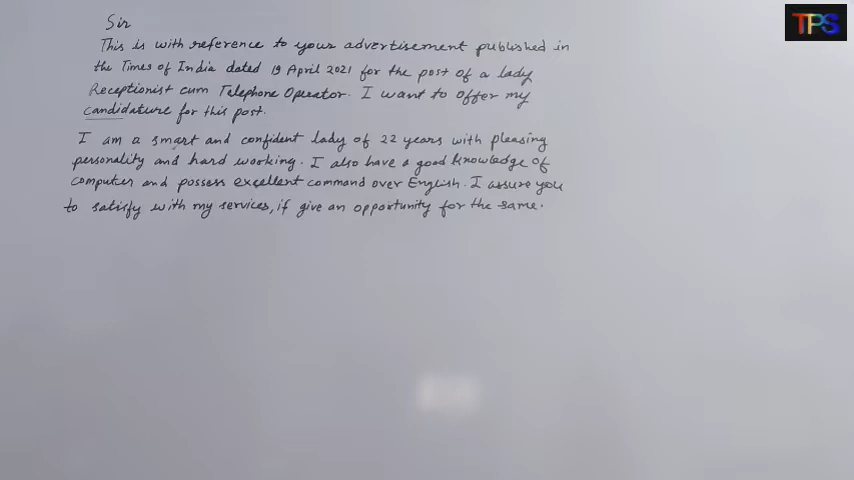 Sir
TPS
This is with reference to your advertisement published in
the Times of India dated 19 April 2021 for the post of a lady
Receptionist cum Telephone Operator. I want to offer my
candidature for this post.
I am a smart and confident lady of 22 years with pleasing
personality and hard working. I also have a good knowledge of
computer and possess excellent command over English. I assure you
to satisfy with my services, if give an opportunity for the same.